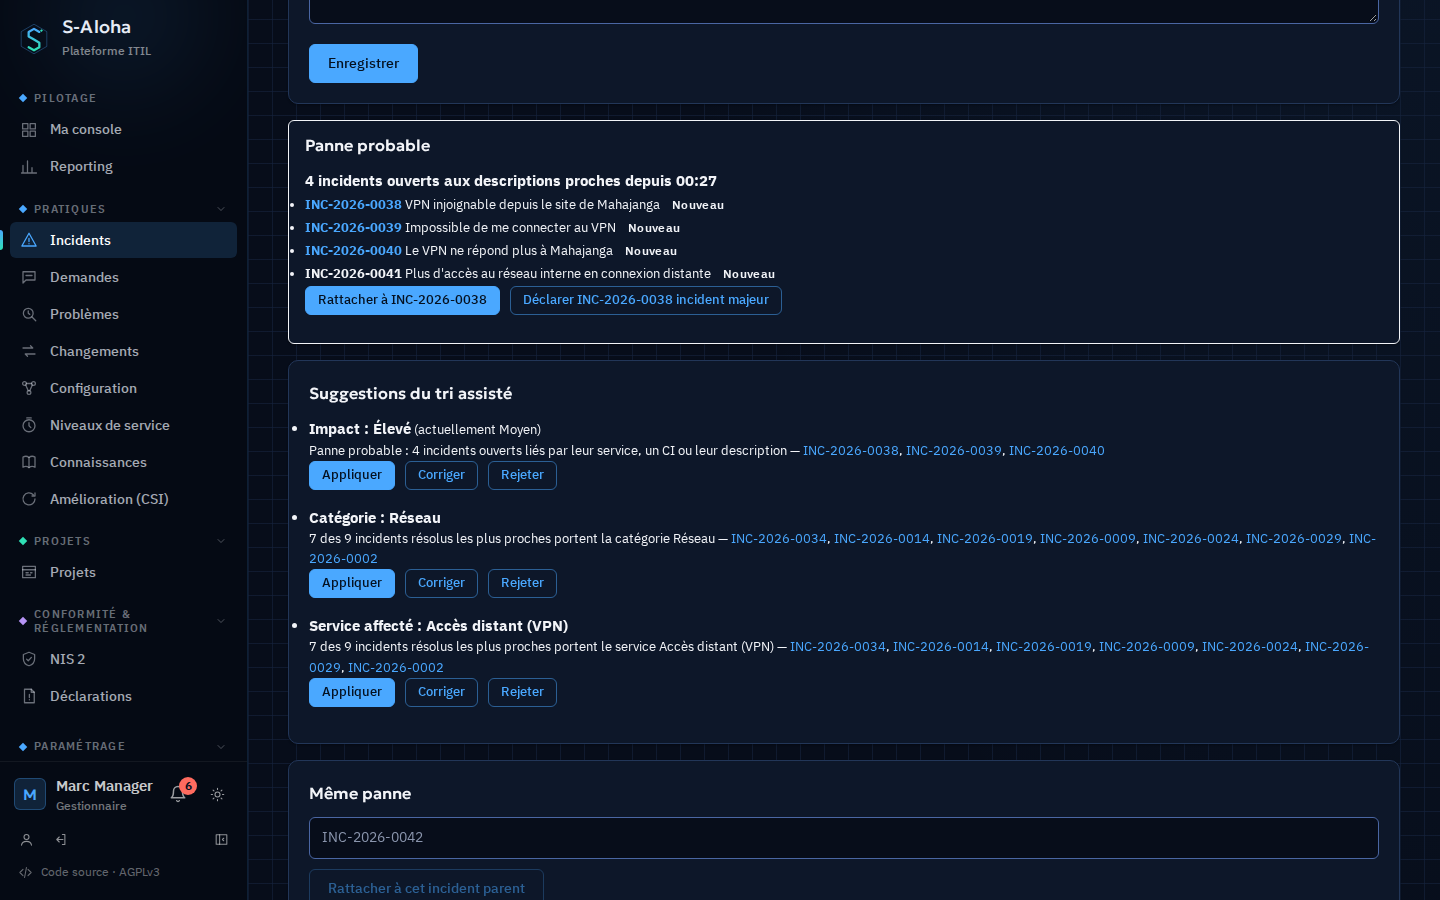 S-Aloha
Plateforme ITIL
PILOTAGE
Ma console
Reporting
PRATIQUES
Incidents
Demandes
Problèmes
Changements
Configuration
Niveaux de service
Connaissances
Amélioration (CSI)
PROJETS
Projets
CONFORMITÉ &
RÉGLEMENTATION
NIS 2
Déclarations
PARAMÉTRAGE
M
Marc Manager
Gestionnaire
6
Code source · AGPLv3
Enregistrer
Panne probable
4 incidents ouverts aux descriptions proches depuis 00:27
INC-2026-0038 VPN injoignable depuis le site de Mahajanga Nouveau
INC-2026-0039 Impossible de me connecter au VPN Nouveau
INC-2026-0040 Le VPN ne répond plus à Mahajanga Nouveau
INC-2026-0041 Plus d'accès au réseau interne en connexion distante Nouveau
Rattacher à INC-2026-0038 Déclarer INC-2026-0038 incident majeur
Suggestions du tri assisté
Impact : Élevé (actuellement Moyen)
Panne probable : 4 incidents ouverts liés par leur service, un CI ou leur description — INC-2026-0038, INC-2026-0039, INC-2026-0040
Appliquer Corriger Rejeter
Catégorie : Réseau
7 des 9 incidents résolus les plus proches portent la catégorie Réseau — INC-2026-0034, INC-2026-0014, INC-2026-0019, INC-2026-0009, INC-2026-0024, INC-2026-0029, INC-
2026-0002
Appliquer Corriger Rejeter
Service affecté : Accès distant (VPN)
7 des 9 incidents résolus les plus proches portent le service Accès distant (VPN) — INC-2026-0034, INC-2026-0014, INC-2026-0019, INC-2026-0009, INC-2026-0024, INC-2026-
0029, INC-2026-0002
Appliquer Corriger Rejeter
Même panne
INC-2026-0042
Rattacher à cet incident parent